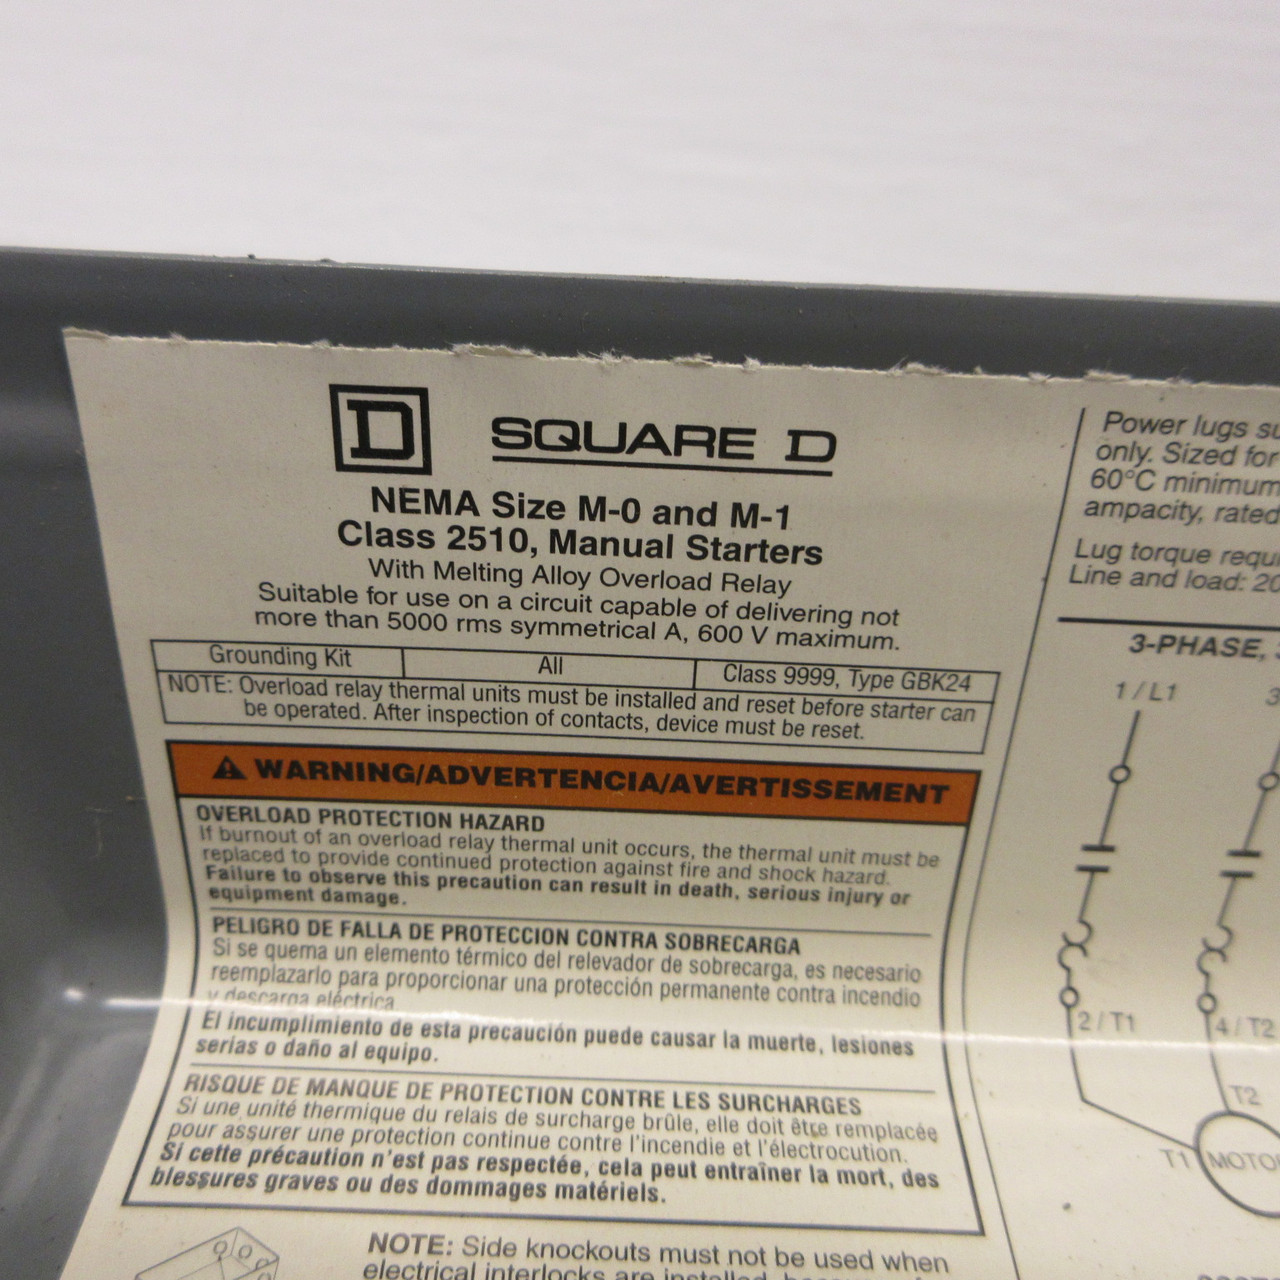 D SQUARE D
NEMA Size M-0 and M-1
Class 2510, Manual Starters
With Melting Alloy Overload Relay
Suitable for use on a circuit capable of delivering not
more than 5000 rms symmetrical A, 600 V maximum.
Grounding Kit All Class 9999, Type GBK24
NOTE: Overload relay thermal units must be installed and reset before starter can
be operated. After inspection of contacts, device must be reset.
WARNING/ADVERTENCIA/AVERTISSEMENT
OVERLOAD PROTECTION HAZARD
If burnout of an overload relay thermal unit occurs, the thermal unit must be
replaced to provide continued protection against fire and shock hazard.
Failure to observe this precaution can result in death, serious injury or
equipment damage.
PELIGRO DE FALLA DE PROTECCION CONTRA SOBRECARGA
Si se quema un elemento térmico del relevador de sobrecarga, es necesario
reemplazarlo para proporcionar una protección permanente contra incendio
y descarga eléctrica
El incumplimiento de esta precaución puede causar la muerte, lesiones
serias o daño al equipo.
RISQUE DE MANQUE DE PROTECTION CONTRE LES SURCHARGES
Si une unité thermique du relais de surcharge brûle, elle doit être remplacée
pour assurer une protection continue contre l'incendie et l'électrocution.
Si cette précaution n'est pas respectée, cela peut entraîner la mort, des
blessures graves ou des dommages matériels.
NOTE: Side knockouts must not be used when
electrical interlocks are installed,
Power lugs
only. Sized for
60°C minimum
ampacity, rated
Lug torque
Line and load: 20
3-PHASE,
1/L1 3
2/T1 4/T2
T2
T1 MOTO